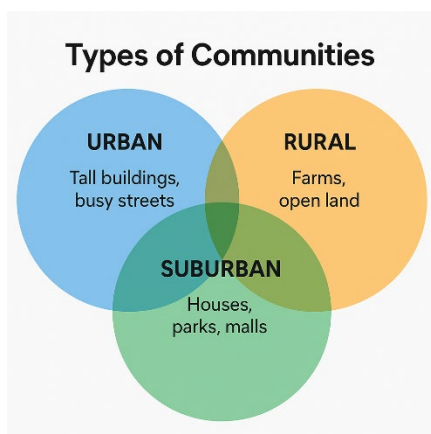 Types of Communities
URBAN
Tall buildings,
busy streets
RURAL
Farms,
open land
SUBURBAN
Houses,
parks, malls